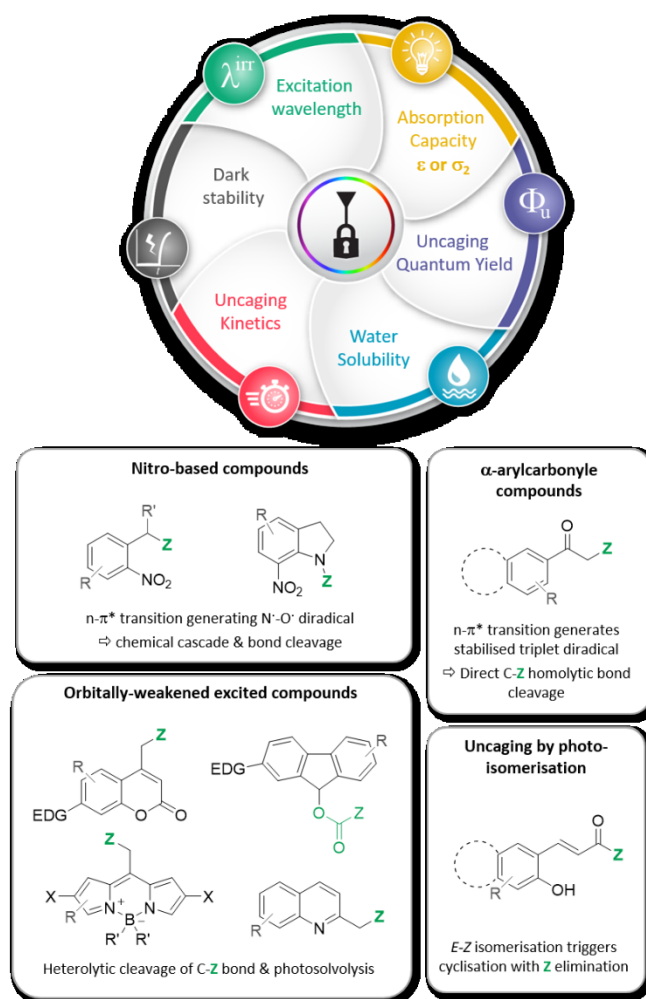 λ^irr
Excitation
wavelength
Absorption
Capacity
ε or σ₂
Dark
stability
Φ_u
Uncaging
Quantum Yield
Uncaging
Kinetics
Water
Solubility
t
Nitro-based compounds
R'
Z
R
NO₂
R
N
NO₂
Z
n-π* transition generating N˙-O˙ diradical
⇨ chemical cascade & bond cleavage
α-arylcarbonyle
compounds
O
Z
R
n-π* transition generates
stabilised triplet diradical
⇨ Direct C-Z homolytic bond
cleavage
Orbitally-weakened excited compounds
Z
R
EDG
O
O
R
EDG
O
Z
O
Z
X
X
R
N⁺
N
B⁻
R'
R'
R
N
Z
Heterolytic cleavage of C-Z bond & photosolvolysis
Uncaging by photo-
isomerisation
O
Z
R
OH
E-Z isomerisation triggers
cyclisation with Z elimination